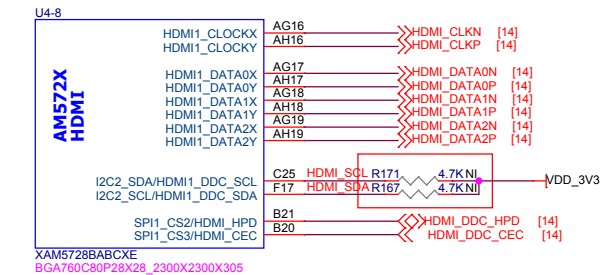 U4-8
AM572X
HDMI
HDMI1_CLOCKX AG16 HDMI_CLKN [14]
HDMI1_CLOCKY AH16 HDMI_CLKP [14]
HDMI1_DATA0X AG17 HDMI_DATA0N [14]
HDMI1_DATA0Y AH17 HDMI_DATA0P [14]
HDMI1_DATA1X AG18 HDMI_DATA1N [14]
HDMI1_DATA1Y AH18 HDMI_DATA1P [14]
HDMI1_DATA2X AG19 HDMI_DATA2N [14]
HDMI1_DATA2Y AH19 HDMI_DATA2P [14]
I2C2_SDA/HDMI1_DDC_SCL C25 HDMI_SCL R171 4.7K NI VDD_3V3
I2C2_SCL/HDMI1_DDC_SDA F17 HDMI_SDA R167 4.7K NI
SPI1_CS2/HDMI_HPD B21 HDMI_DDC_HPD [14]
SPI1_CS3/HDMI_CEC B20 HDMI_DDC_CEC [14]
XAM5728BABCXE
BGA760C80P28X28_2300X2300X305